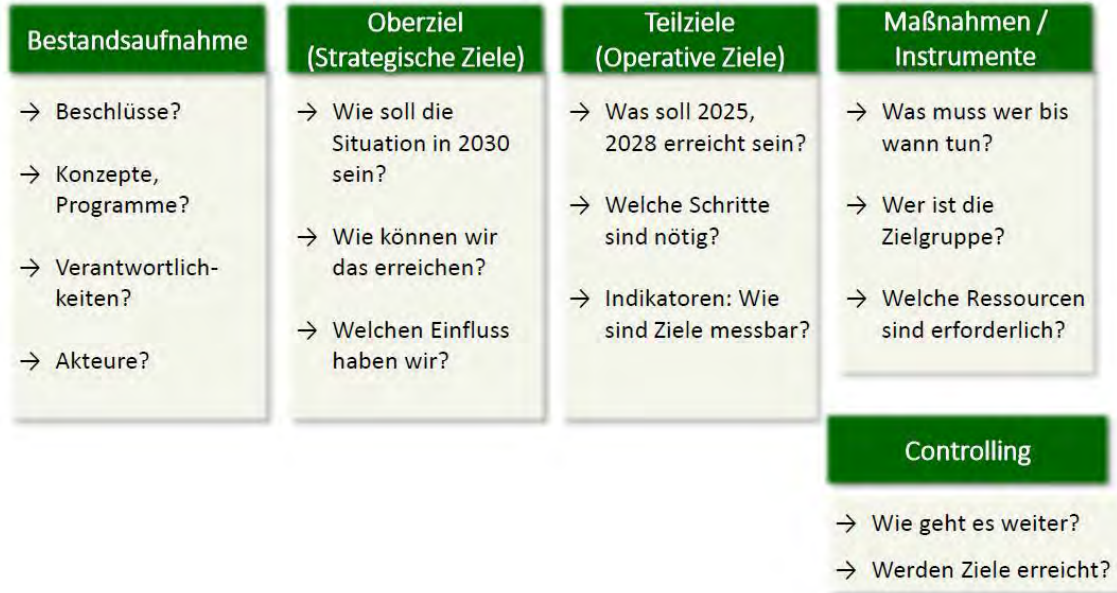 Bestandsaufnahme
→ Beschlüsse?
→ Konzepte,
Programme?
→ Verantwortlich-
keiten?
→ Akteure?
Oberziel
(Strategische Ziele)
→ Wie soll die
Situation in 2030
sein?
→ Wie können wir
das erreichen?
→ Welchen Einfluss
haben wir?
Teilziele
(Operative Ziele)
→ Was soll 2025,
2028 erreicht sein?
→ Welche Schritte
sind nötig?
→ Indikatoren: Wie
sind Ziele messbar?
Maßnahmen /
Instrumente
→ Was muss wer bis
wann tun?
→ Wer ist die
Zielgruppe?
→ Welche Ressourcen
sind erforderlich?
Controlling
→ Wie geht es weiter?
→ Werden Ziele erreicht?